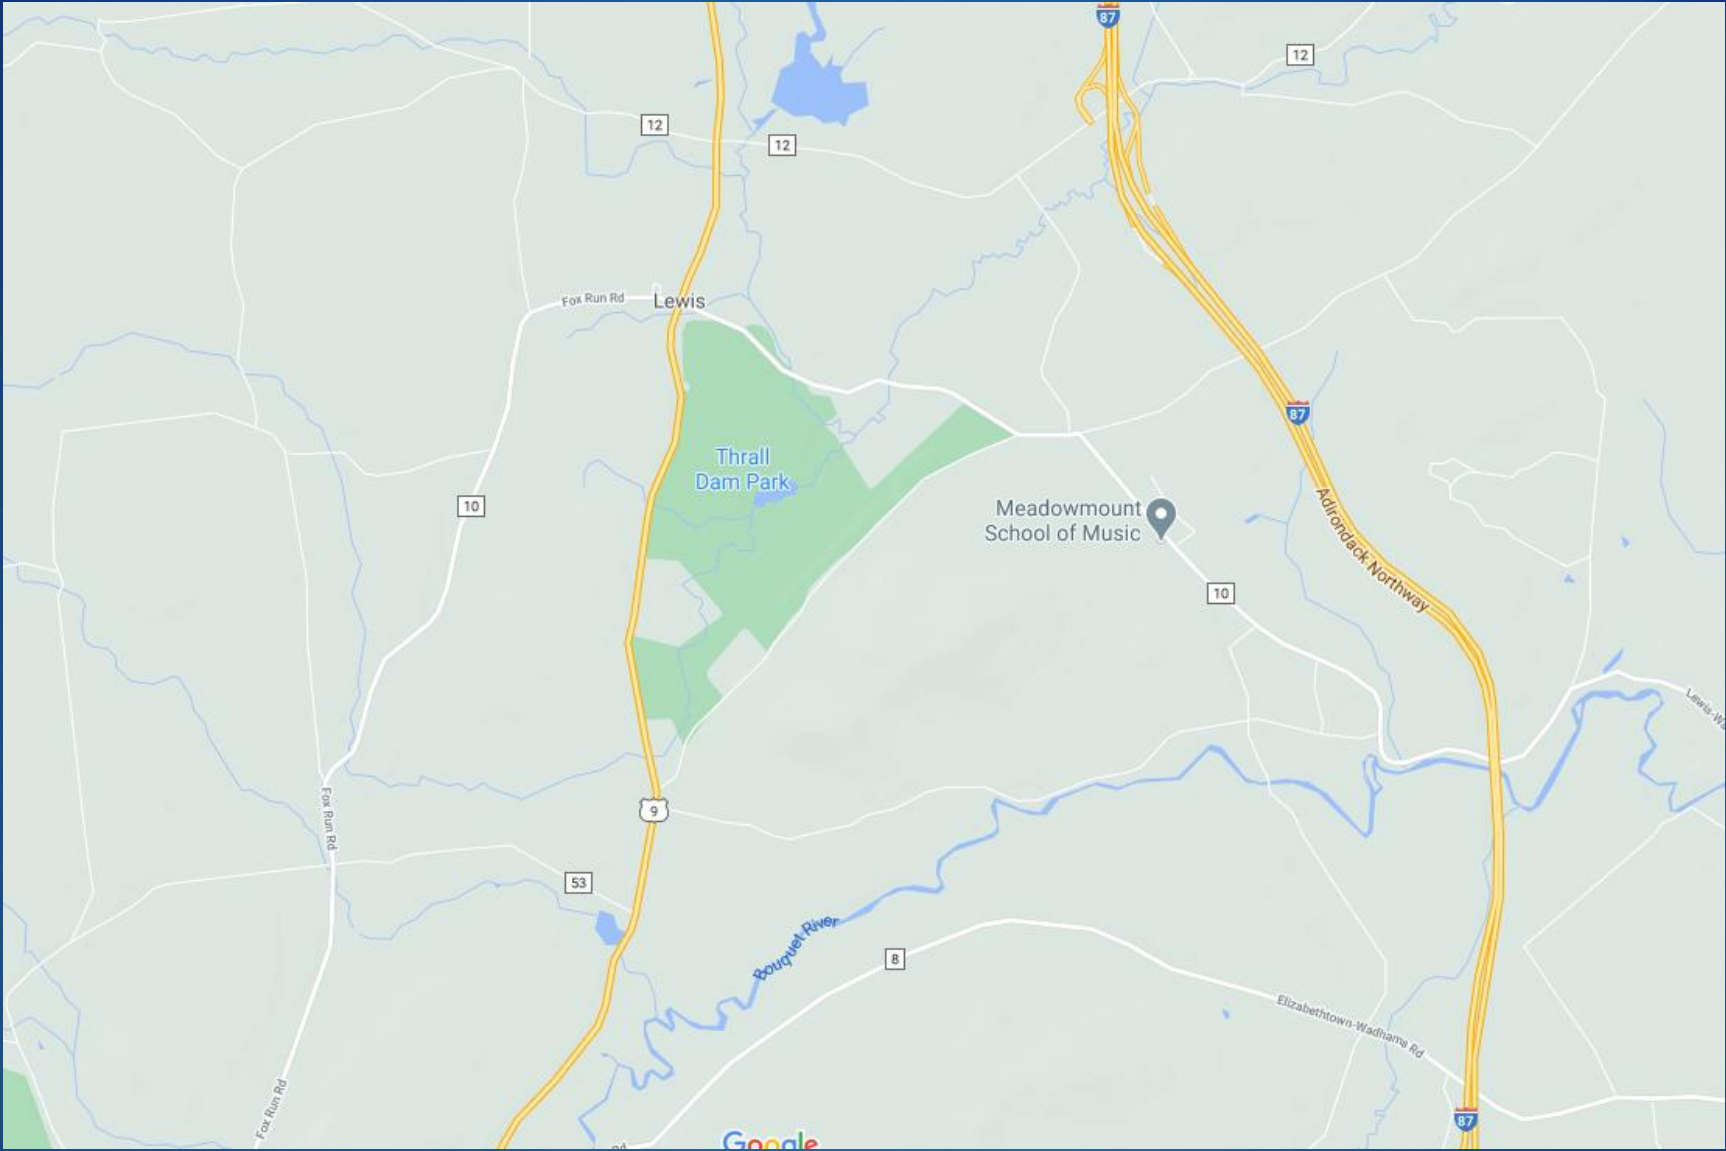 87
12
12
12
Fox Run Rd
Lewis
87
Thrall
Dam Park
10
Meadowmount
School of Music
Adirondack Northway
10
Fox Run Rd
9
53
Bouquet River
8
Elizabethtown-Wadhams Rd
Fox Run Rd
87
Google